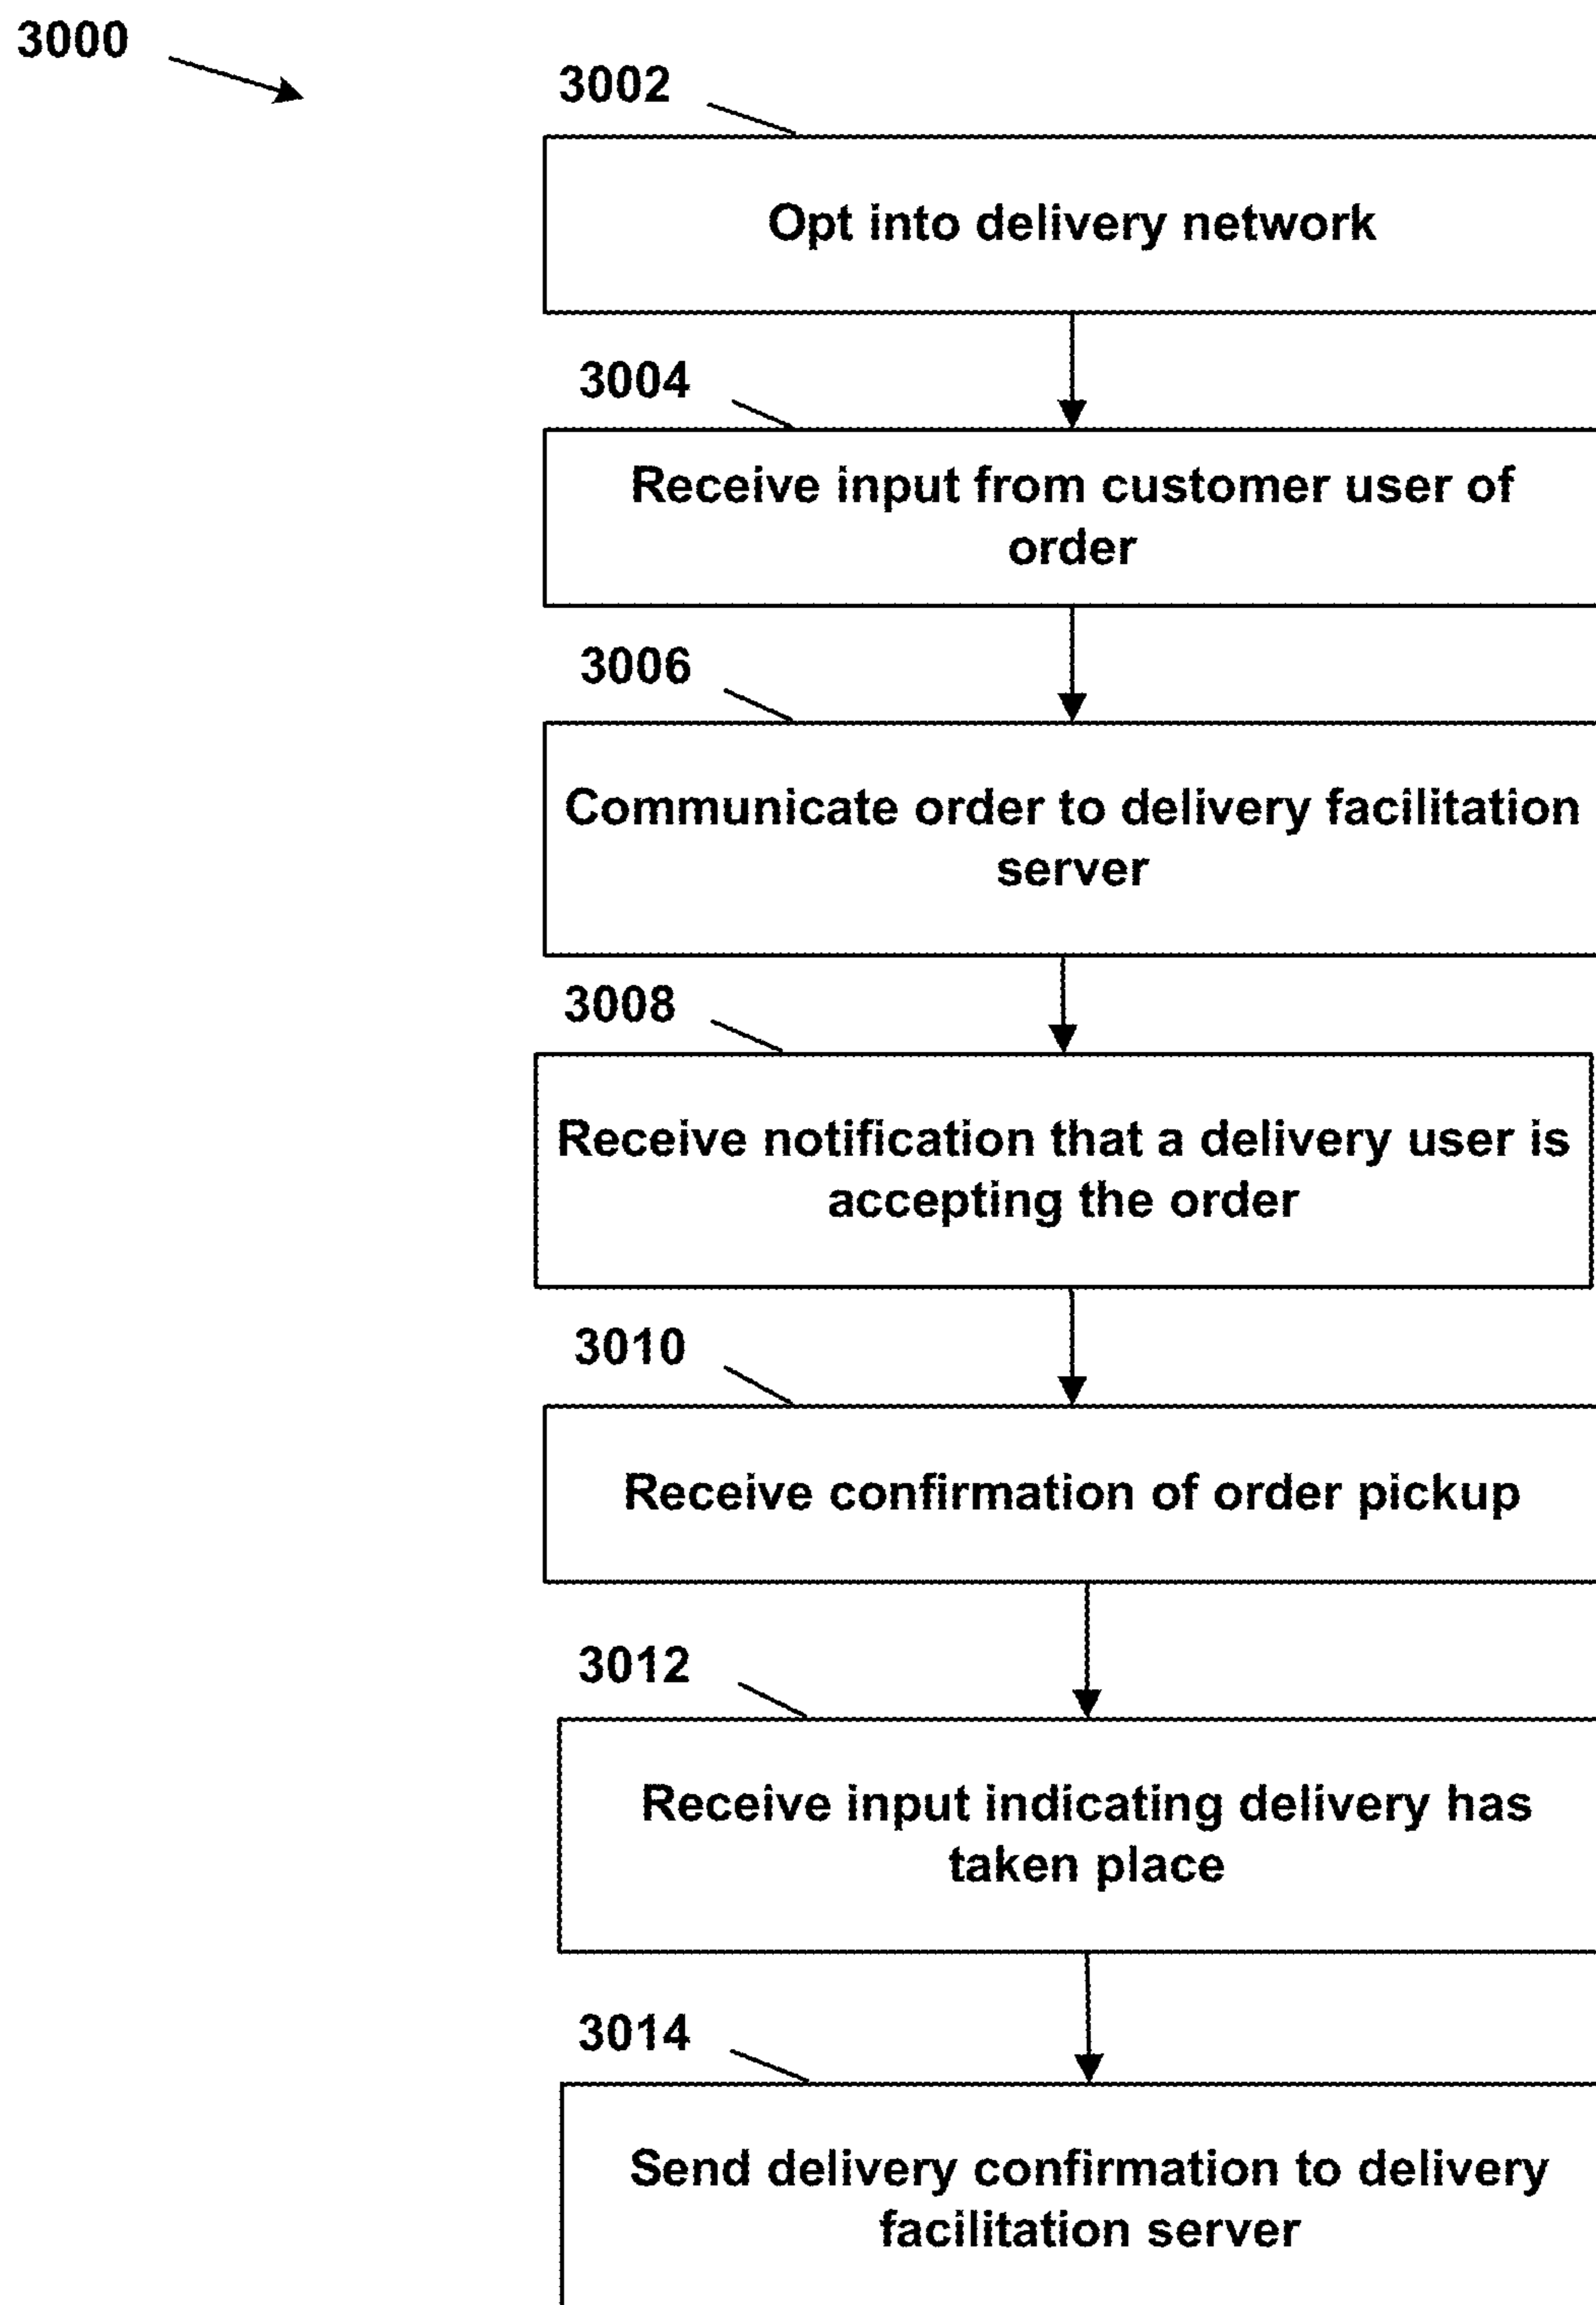 3000
3002
Opt into delivery network
3004
Receive input from customer user of
order
3006
Communicate order to delivery facilitation
server
3008
Receive notification that a delivery user is
accepting the order
3010
Receive confirmation of order pickup
3012
Receive input indicating delivery has
taken place
3014
Send delivery confirmation to delivery
facilitation server